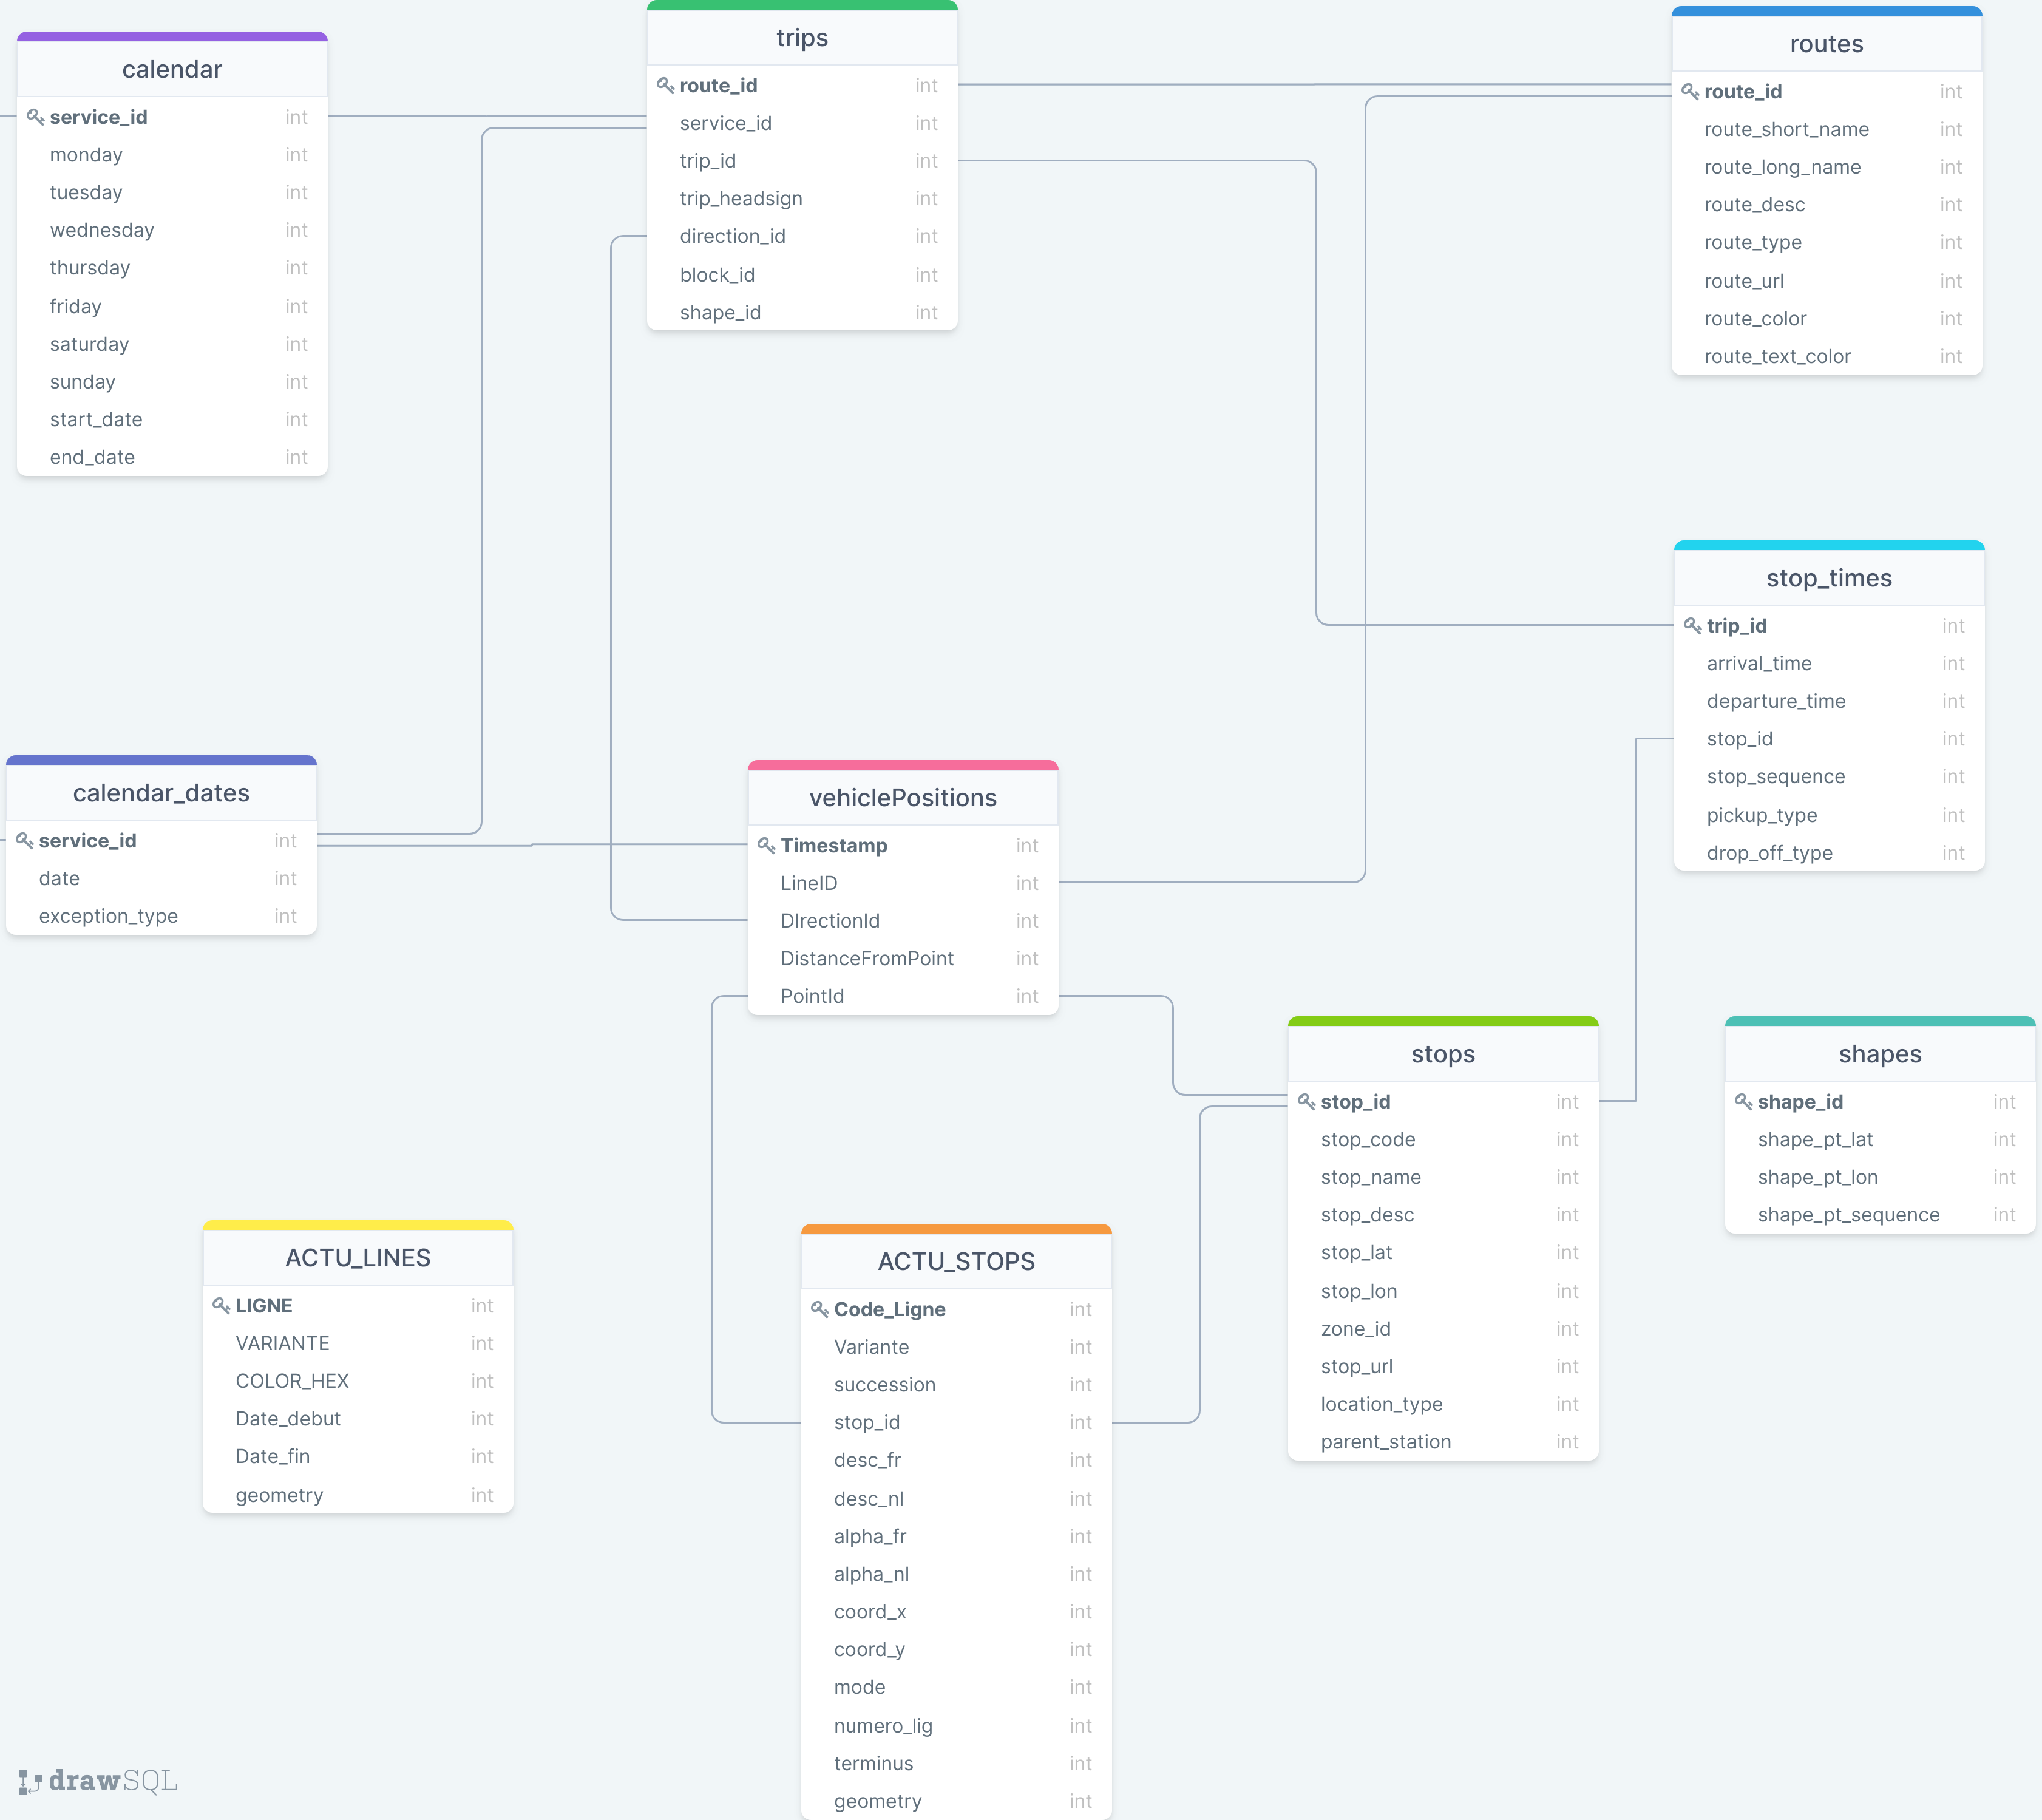 trips
route_id int
service_id int
trip_id int
trip_headsign int
direction_id int
block_id int
shape_id int
routes
route_id int
route_short_name int
route_long_name int
route_desc int
route_type int
route_url int
route_color int
route_text_color int
calendar
service_id int
monday int
tuesday int
wednesday int
thursday int
friday int
saturday int
sunday int
start_date int
end_date int
stop_times
trip_id int
arrival_time int
departure_time int
stop_id int
stop_sequence int
pickup_type int
drop_off_type int
calendar_dates
service_id int
date int
exception_type int
vehiclePositions
Timestamp int
LineID int
DIrectionId int
DistanceFromPoint int
PointId int
stops
stop_id int
stop_code int
stop_name int
stop_desc int
stop_lat int
stop_lon int
zone_id int
stop_url int
location_type int
parent_station int
shapes
shape_id int
shape_pt_lat int
shape_pt_lon int
shape_pt_sequence int
ACTU_LINES
LIGNE int
VARIANTE int
COLOR_HEX int
Date_debut int
Date_fin int
geometry int
ACTU_STOPS
Code_Ligne int
Variante int
succession int
stop_id int
desc_fr int
desc_nl int
alpha_fr int
alpha_nl int
coord_x int
coord_y int
mode int
numero_lig int
terminus int
geometry int
drawSQL